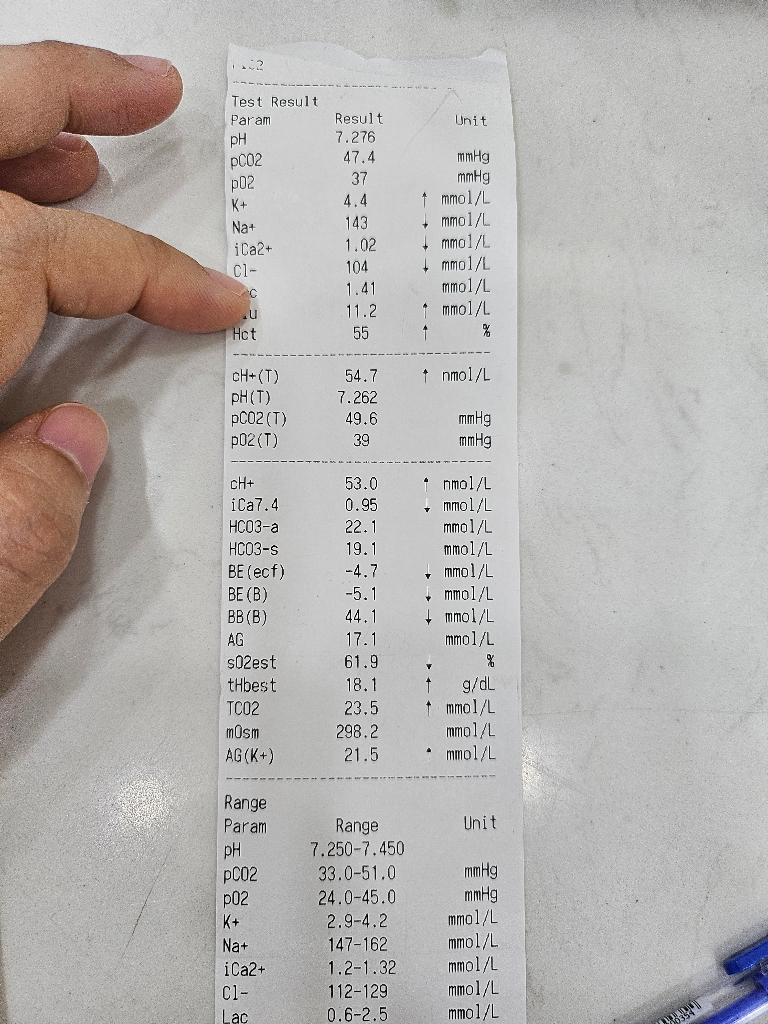 Test Result
Param Result Unit
pH 7.276
pCO2 47.4 mmHg
pO2 37 mmHg
K+ 4.4 ↑ mmol/L
Na+ 143 ↓ mmol/L
iCa2+ 1.02 ↓ mmol/L
Cl- 104 ↓ mmol/L
1.41 mmol/L
11.2 ↑ mmol/L
Hct 55 ↑ %
cH+(T) 54.7 ↑ nmol/L
pH(T) 7.262
pCO2(T) 49.6 mmHg
pO2(T) 39 mmHg
cH+ 53.0 ↑ nmol/L
iCa7.4 0.95 ↓ mmol/L
HCO3-a 22.1 mmol/L
HCO3-s 19.1 mmol/L
BE(ecf) -4.7 ↓ mmol/L
BE(B) -5.1 ↓ mmol/L
BB(B) 44.1 ↓ mmol/L
AG 17.1 mmol/L
sO2est 61.9 ↓ %
tHbest 18.1 ↑ g/dL
TCO2 23.5 ↑ mmol/L
mOsm 298.2 mmol/L
AG(K+) 21.5 ↑ mmol/L
Range
Param Range Unit
pH 7.250-7.450
pCO2 33.0-51.0 mmHg
pO2 24.0-45.0 mmHg
K+ 2.9-4.2 mmol/L
Na+ 147-162 mmol/L
iCa2+ 1.2-1.32 mmol/L
Cl- 112-129 mmol/L
Lac 0.6-2.5 mmol/L